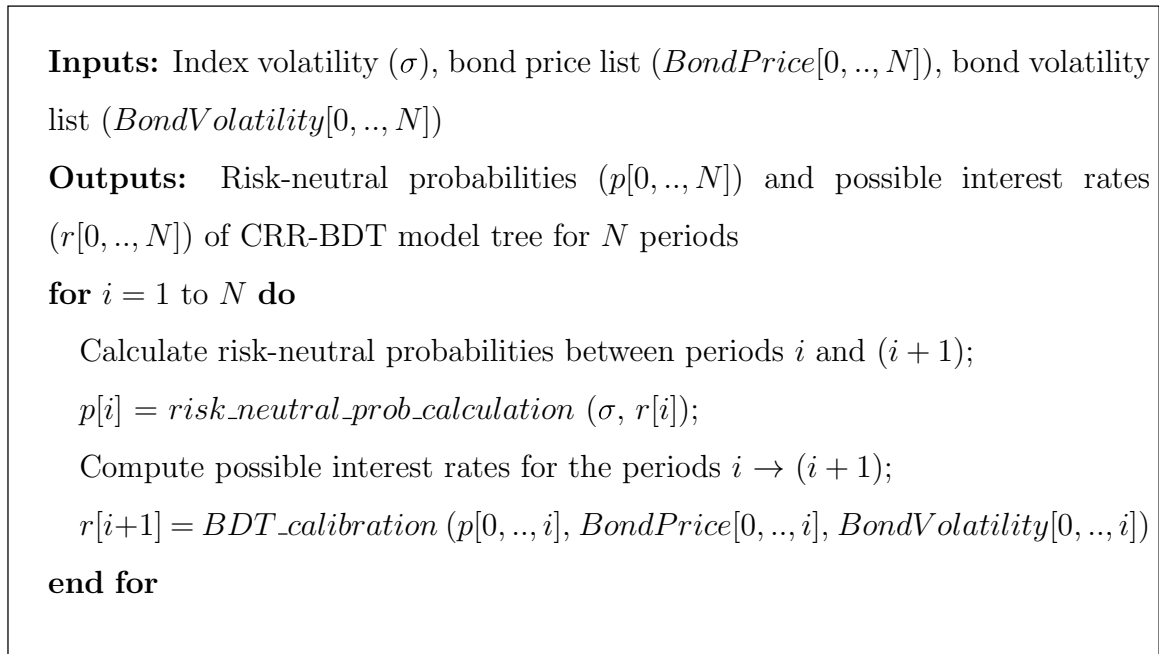 Inputs: Index volatility (σ), bond price list (BondPrice[0, .., N]), bond volatility
list (BondVolatility[0, .., N])
Outputs: Risk-neutral probabilities (p[0, .., N]) and possible interest rates
(r[0, .., N]) of CRR-BDT model tree for N periods
for i = 1 to N do
Calculate risk-neutral probabilities between periods i and (i + 1);
p[i] = risk_neutral_prob_calculation (σ, r[i]);
Compute possible interest rates for the periods i → (i + 1);
r[i+1] = BDT_calibration (p[0, .., i], BondPrice[0, .., i], BondVolatility[0, .., i])
end for